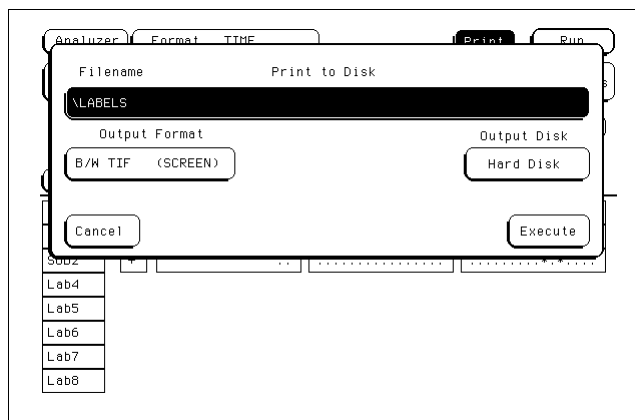 Analyzer Format TIME Print Run
Filename Print to Disk
\LABELS
Output Format Output Disk
B/W TIF (SCREEN) Hard Disk
Cancel Execute
Sub2 + .. ................ .........*.*....
Lab4
Lab5
Lab6
Lab7
Lab8